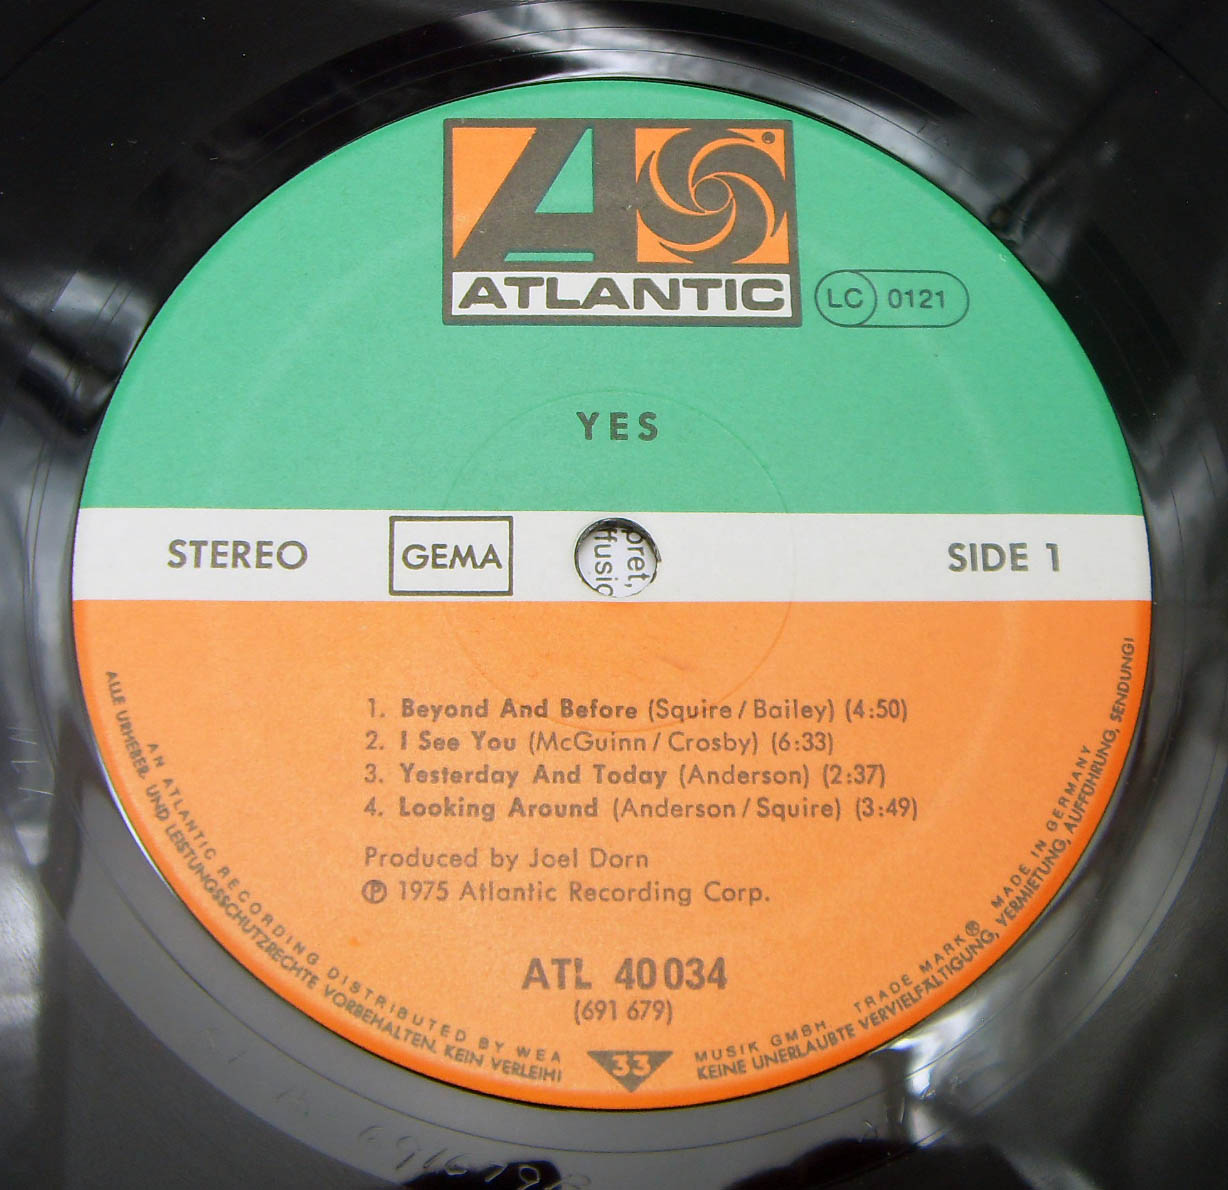 ATLANTIC
LC 0121
YES
STEREO
GEMA
pret,
SIDE 1
1. Beyond And Before (Squire/Bailey) (4:50)
2. I See You (McGuinn/Crosby) (6:33)
3. Yesterday And Today (Anderson) (2:37)
4. Looking Around (Anderson/Squire) (3:49)
Produced by Joel Dorn
℗ 1975 Atlantic Recording Corp.
ATL 40 034
(691 679)
33
AN ATLANTIC RECORDING DISTRIBUTED BY WEA MUSIK GMBH. TRADE MARK® MADE IN GERMANY
ALLE URHEBER- UND LEISTUNGSSCHUTZRECHTE VORBEHALTEN. KEIN VERLEIH! KEINE UNERLAUBTE VERVIELFÄLTIGUNG, VERMIETUNG, AUFFÜHRUNG, SENDUNG!